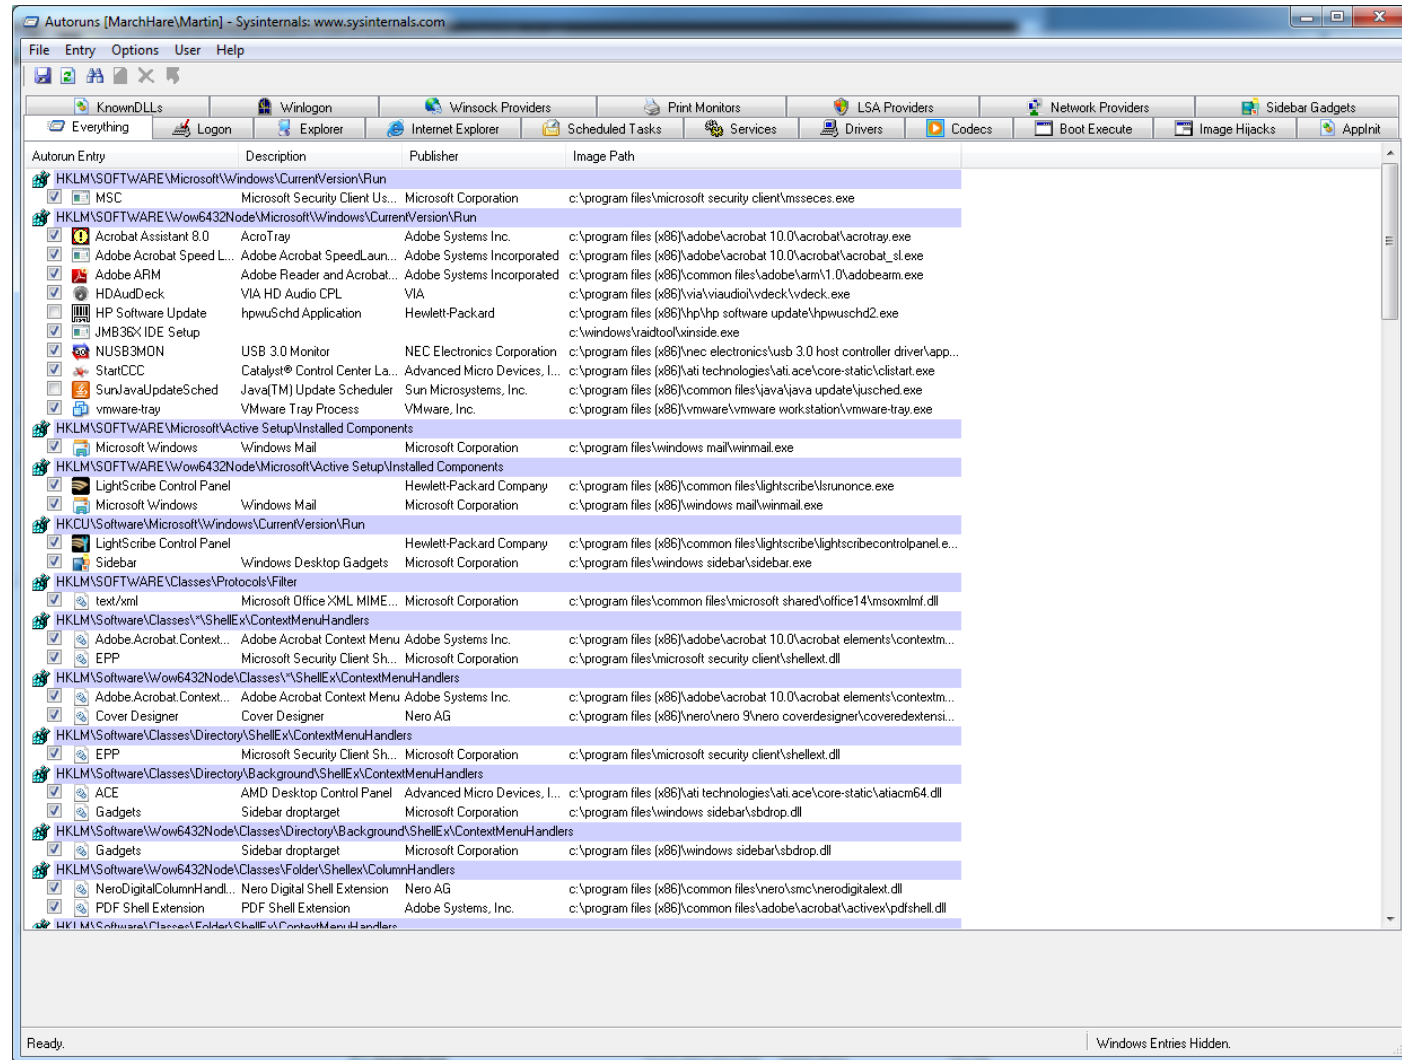 Autoruns [MarchHare\Martin] - Sysinternals: www.sysinternals.com
File Entry Options User Help
KnownDLLs Winlogon Winsock Providers Print Monitors LSA Providers Network Providers Sidebar Gadgets
Everything Logon Explorer Internet Explorer Scheduled Tasks Services Drivers Codecs Boot Execute Image Hijacks AppInit
Autorun Entry Description Publisher Image Path
HKLM\SOFTWARE\Microsoft\Windows\CurrentVersion\Run
MSC Microsoft Security Client Us... Microsoft Corporation c:\program files\microsoft security client\msseces.exe
HKLM\SOFTWARE\Wow6432Node\Microsoft\Windows\CurrentVersion\Run
Acrobat Assistant 8.0 AcroTray Adobe Systems Inc. c:\program files (x86)\adobe\acrobat 10.0\acrobat\acrotray.exe
Adobe Acrobat Speed L... Adobe Acrobat SpeedLaun... Adobe Systems Incorporated c:\program files (x86)\adobe\acrobat 10.0\acrobat\acrobat_sl.exe
Adobe ARM Adobe Reader and Acrobat... Adobe Systems Incorporated c:\program files (x86)\common files\adobe\arm\1.0\adobearm.exe
HDAudDeck VIA HD Audio CPL VIA c:\program files (x86)\via\viaudioi\vdeck\vdeck.exe
HP Software Update hpwuSchd Application Hewlett-Packard c:\program files (x86)\hp\hp software update\hpwuschd2.exe
JMB36X IDE Setup c:\windows\raidtool\xinside.exe
NUSB3MON USB 3.0 Monitor NEC Electronics Corporation c:\program files (x86)\nec electronics\usb 3.0 host controller driver\app...
StartCCC Catalyst® Control Center La... Advanced Micro Devices, I... c:\program files (x86)\ati technologies\ati.ace\core-static\clistart.exe
SunJavaUpdateSched Java(TM) Update Scheduler Sun Microsystems, Inc. c:\program files (x86)\common files\java\java update\jusched.exe
vmware-tray VMware Tray Process VMware, Inc. c:\program files (x86)\vmware\vmware workstation\vmware-tray.exe
HKLM\SOFTWARE\Microsoft\Active Setup\Installed Components
Microsoft Windows Windows Mail Microsoft Corporation c:\program files\windows mail\winmail.exe
HKLM\SOFTWARE\Wow6432Node\Microsoft\Active Setup\Installed Components
LightScribe Control Panel Hewlett-Packard Company c:\program files (x86)\common files\lightscribe\lsrunonce.exe
Microsoft Windows Windows Mail Microsoft Corporation c:\program files (x86)\windows mail\winmail.exe
HKCU\Software\Microsoft\Windows\CurrentVersion\Run
LightScribe Control Panel Hewlett-Packard Company c:\program files (x86)\common files\lightscribe\lightscribecontrolpanel.e...
Sidebar Windows Desktop Gadgets Microsoft Corporation c:\program files\windows sidebar\sidebar.exe
HKLM\SOFTWARE\Classes\Protocols\Filter
text/xml Microsoft Office XML MIME... Microsoft Corporation c:\program files\common files\microsoft shared\office14\msoxmlmf.dll
HKLM\Software\Classes\*\ShellEx\ContextMenuHandlers
Adobe.Acrobat.Context... Adobe Acrobat Context Menu Adobe Systems Inc. c:\program files (x86)\adobe\acrobat 10.0\acrobat elements\contextm...
EPP Microsoft Security Client Sh... Microsoft Corporation c:\program files\microsoft security client\shellext.dll
HKLM\Software\Wow6432Node\Classes\*\ShellEx\ContextMenuHandlers
Adobe.Acrobat.Context... Adobe Acrobat Context Menu Adobe Systems Inc. c:\program files (x86)\adobe\acrobat 10.0\acrobat elements\contextm...
Cover Designer Cover Designer Nero AG c:\program files (x86)\nero\nero 9\nero coverdesigner\coveredextensi...
HKLM\Software\Classes\Directory\ShellEx\ContextMenuHandlers
EPP Microsoft Security Client Sh... Microsoft Corporation c:\program files\microsoft security client\shellext.dll
HKLM\Software\Classes\Directory\Background\ShellEx\ContextMenuHandlers
ACE AMD Desktop Control Panel Advanced Micro Devices, I... c:\program files (x86)\ati technologies\ati.ace\core-static\atiacm64.dll
Gadgets Sidebar droptarget Microsoft Corporation c:\program files\windows sidebar\sbdrop.dll
HKLM\Software\Wow6432Node\Classes\Directory\Background\ShellEx\ContextMenuHandlers
Gadgets Sidebar droptarget Microsoft Corporation c:\program files (x86)\windows sidebar\sbdrop.dll
HKLM\Software\Wow6432Node\Classes\Folder\Shellex\ColumnHandlers
NeroDigitalColumnHandl... Nero Digital Shell Extension Nero AG c:\program files (x86)\common files\nero\smc\nerodigitalext.dll
PDF Shell Extension PDF Shell Extension Adobe Systems, Inc. c:\program files (x86)\common files\adobe\acrobat\activex\pdfshell.dll
HKLM\Software\Classes\Folder\ShellEx\ContextMenuHandlers
Ready. Windows Entries Hidden.